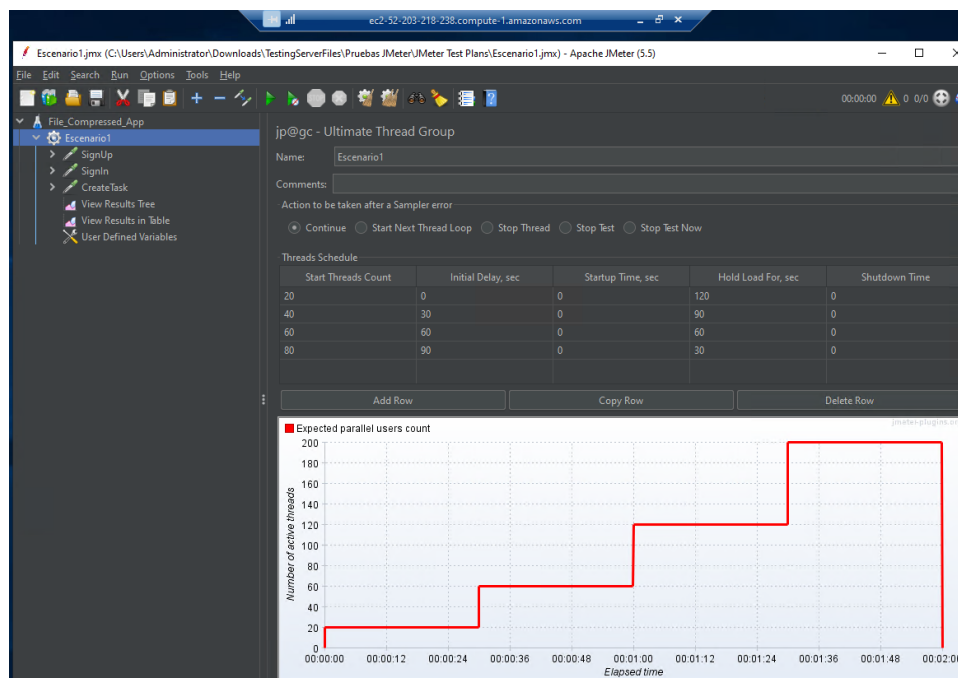 ec2-52-203-218-238.compute-1.amazonaws.com
Escenario1.jmx (C:\Users\Administrator\Downloads\TestingServerFiles\Pruebas JMeter\JMeter Test Plans\Escenario1.jmx) - Apache JMeter (5.5)
File Edit Search Run Options Tools Help
00:00:00 0 0/0
File_Compressed_App
Escenario1
SignUp
SignIn
CreateTask
View Results Tree
View Results in Table
User Defined Variables
jp@gc - Ultimate Thread Group
Name: Escenario1
Comments:
Action to be taken after a Sampler error
Continue Start Next Thread Loop Stop Thread Stop Test Stop Test Now
Threads Schedule
Start Threads Count Initial Delay, sec Startup Time, sec Hold Load For, sec Shutdown Time
20 0 0 120 0
40 30 0 90 0
60 60 0 60 0
80 90 0 30 0
Add Row Copy Row Delete Row
Expected parallel users count
Number of active threads
200
180
160
140
120
100
80
60
40
20
0
00:00:00 00:00:12 00:00:24 00:00:36 00:00:48 00:01:00 00:01:12 00:01:24 00:01:36 00:01:48
Elapsed time